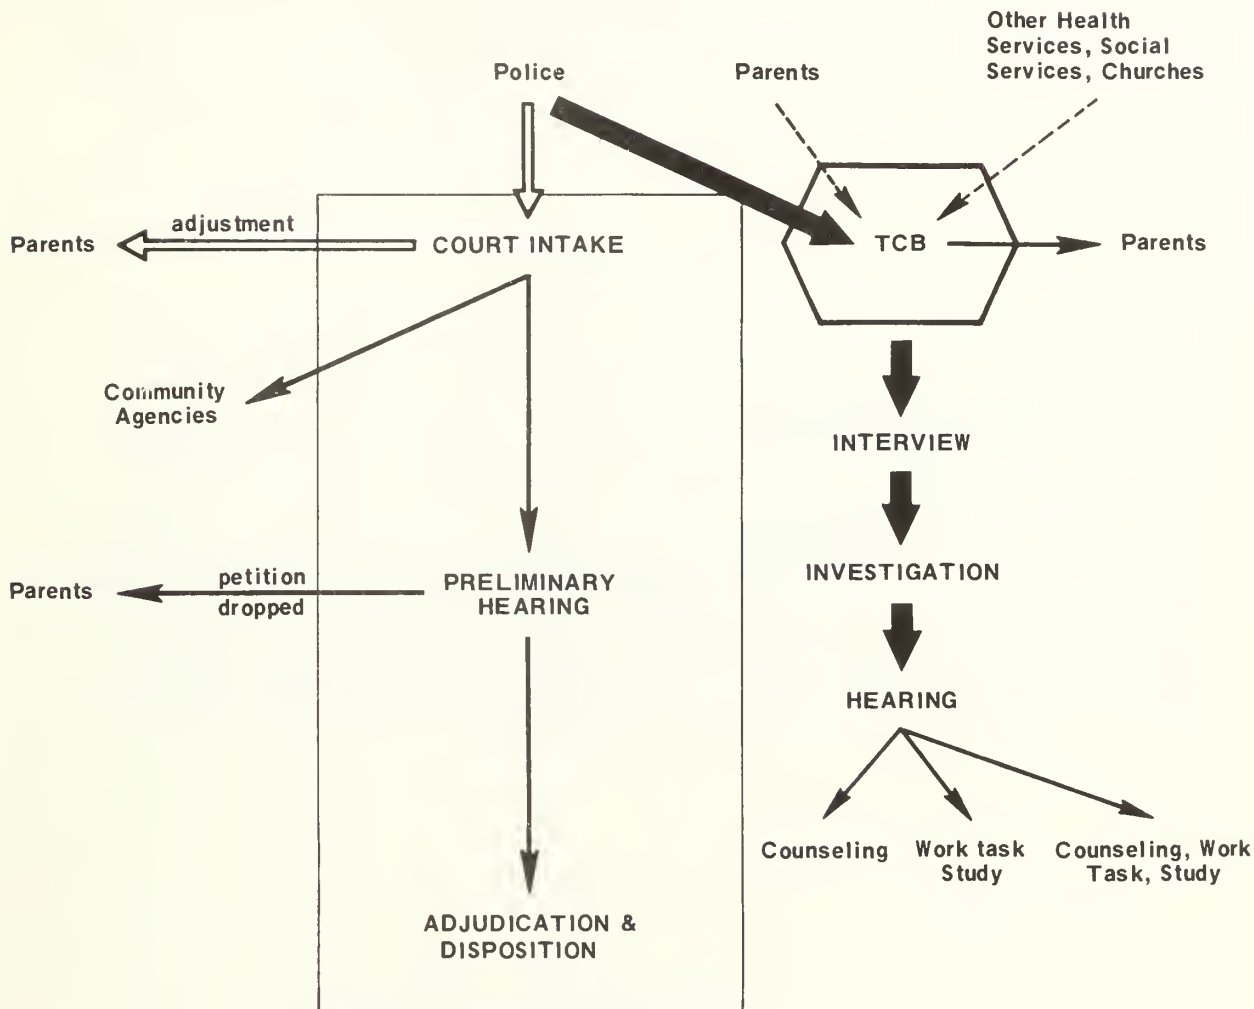 Other Health
Services, Social
Services, Churches
Police
Parents
adjustment
Parents
COURT INTAKE
TCB
Parents
Community
Agencies
INTERVIEW
INVESTIGATION
Parents
petition
dropped
PRELIMINARY
HEARING
HEARING
Counseling
Work task
Study
Counseling, Work
Task, Study
ADJUDICATION &
DISPOSITION